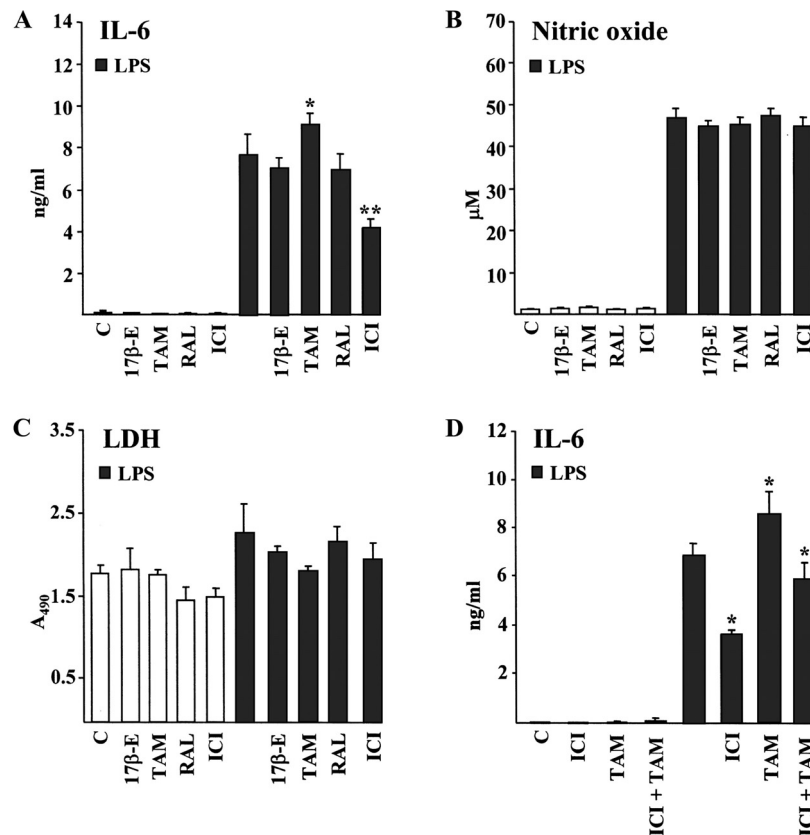 A IL-6
LPS
14
12
10
8
6
4
2
ng/ml
*
**
C 17β-E TAM RAL ICI 17β-E TAM RAL ICI
B Nitric oxide
LPS
70
60
50
40
30
20
10
μM
C 17β-E TAM RAL ICI 17β-E TAM RAL ICI
C LDH
LPS
3.5
2.5
1.5
0.5
A490
C 17β-E TAM RAL ICI 17β-E TAM RAL ICI
D IL-6
LPS
12
10
8
6
4
2
ng/ml
*
*
*
C ICI TAM ICI + TAM ICI TAM ICI + TAM